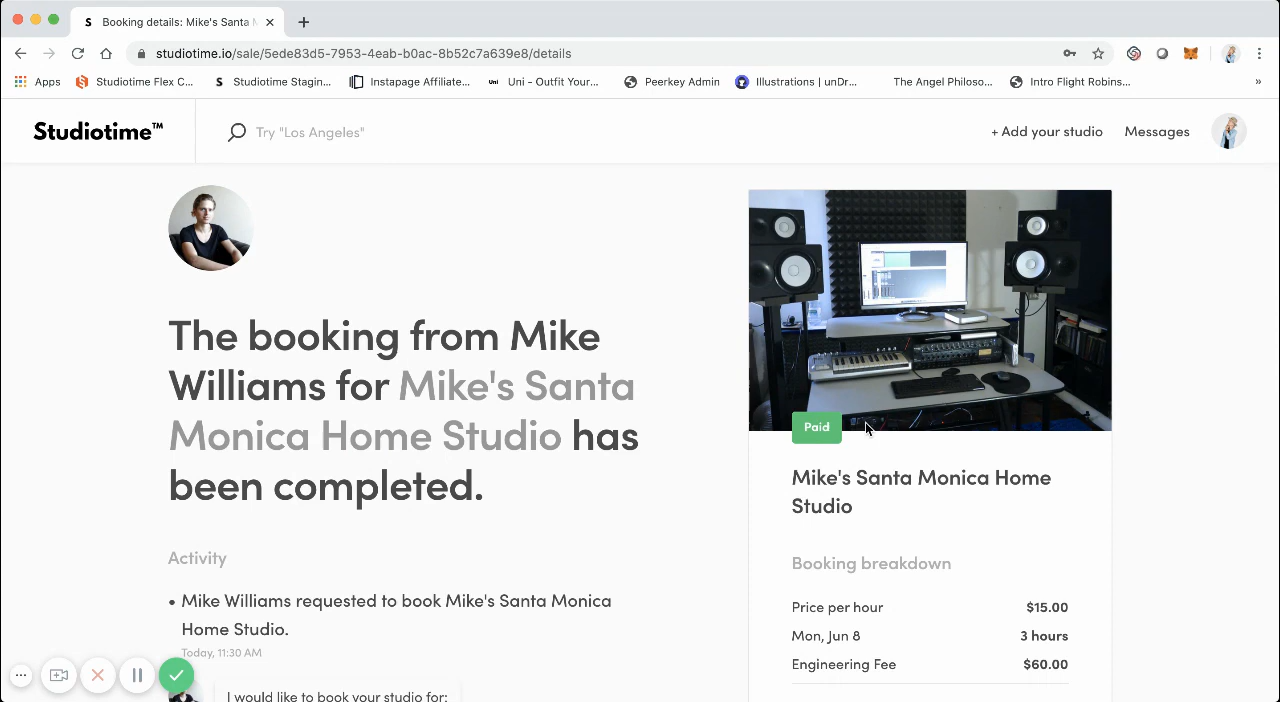 Booking details: Mike's Santa M
studiotime.io/sale/5ede83d5-7953-4eab-b0ac-8b52c7a639e8/details
Apps
Studiotime Flex C...
Studiotime Stagin...
Instapage Affiliate...
Uni
Uni - Outfit Your...
Peerkey Admin
Illustrations | unDr...
The Angel Philoso...
Intro Flight Robins...
»
Studiotime™
Try "Los Angeles"
+ Add your studio
Messages
The booking from Mike
Williams for Mike's Santa
Monica Home Studio has
been completed.
Activity
• Mike Williams requested to book Mike's Santa Monica
Home Studio.
Today, 11:30 AM
I would like to book your studio for:
Paid
Mike's Santa Monica Home
Studio
Booking breakdown
Price per hour $15.00
Mon, Jun 8 3 hours
Engineering Fee $60.00